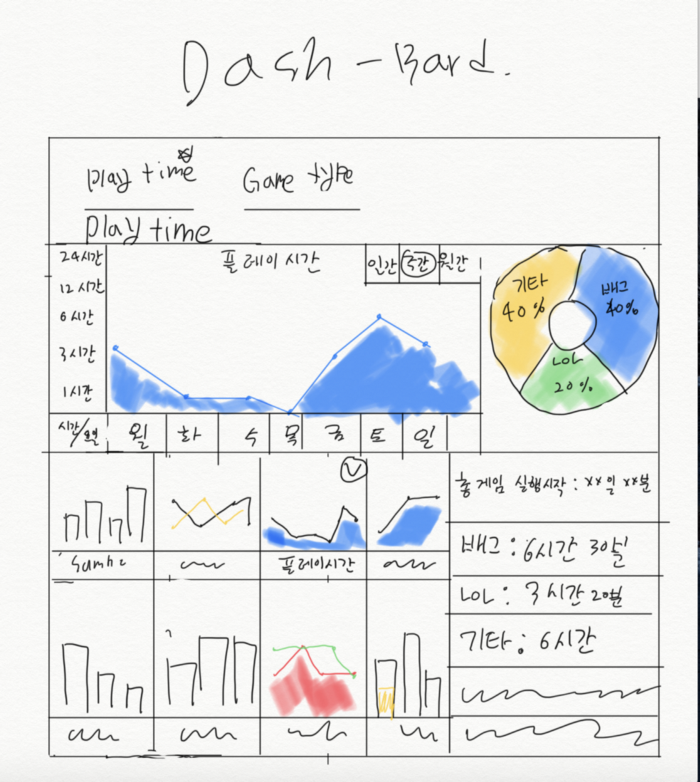 Dash-Bard.
Play time Game type
Play time
플레이 시간 인간 주간 월간
24시간
12시간
6시간
3시간
1시간
기타 40%
배그 40%
LOL 20%
시간/요일 월 화 수 목 금 토 일
플레이시간
총 게임 실행시작 : xx일 xx분
배그 : 6시간 30분
LOL : 3시간 20분
기타 : 6시간